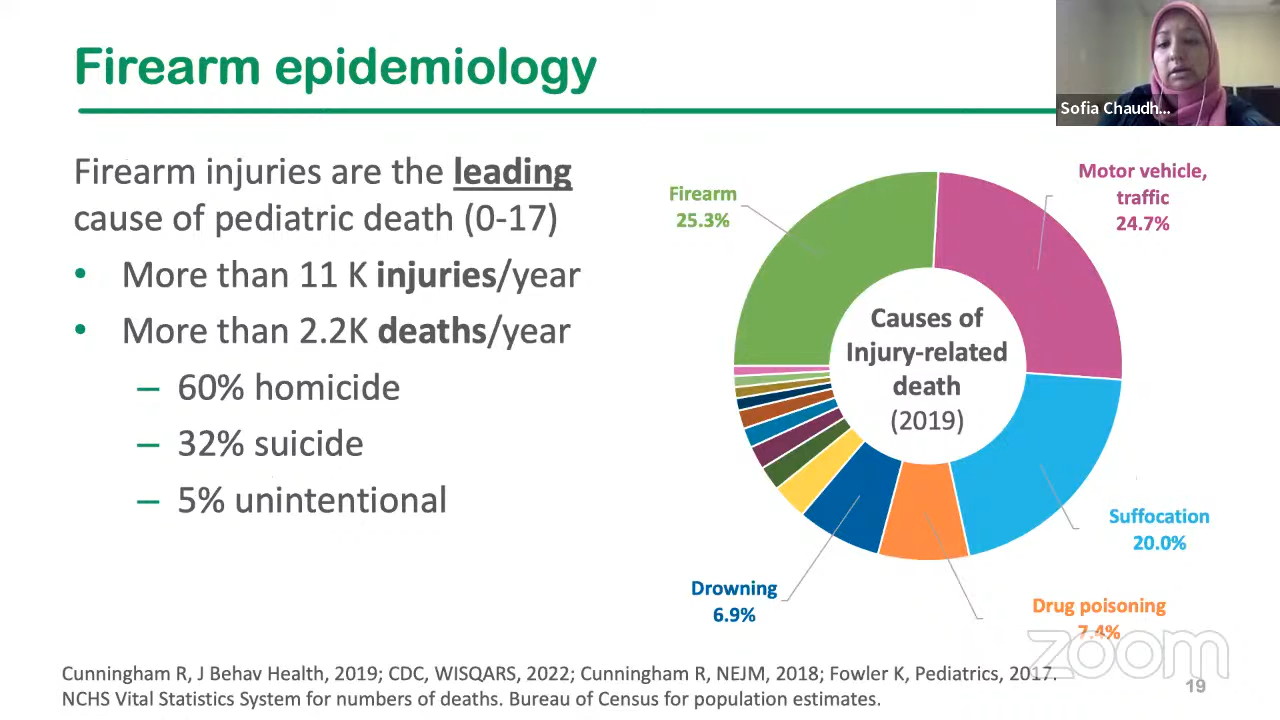 Firearm epidemiology
Sofia Chaudh...
Firearm injuries are the leading
cause of pediatric death (0-17)
• More than 11 K injuries/year
• More than 2.2K deaths/year
– 60% homicide
– 32% suicide
– 5% unintentional
Firearm
25.3%
Motor vehicle,
traffic
24.7%
Causes of
Injury-related
death
(2019)
Suffocation
20.0%
Drowning
6.9%
Drug poisoning
7.4%
zoom
Cunningham R, J Behav Health, 2019; CDC, WISQARS, 2022; Cunningham R, NEJM, 2018; Fowler K, Pediatrics, 2017.
NCHS Vital Statistics System for numbers of deaths. Bureau of Census for population estimates.
19